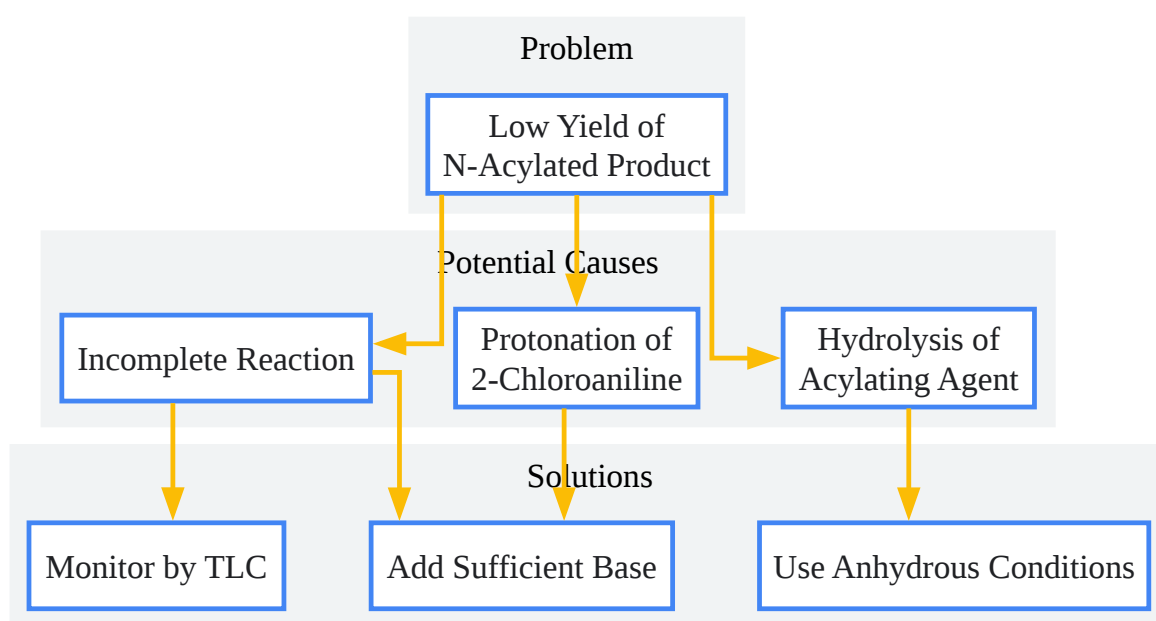 Problem
Low Yield of
N-Acylated Product
Potential Causes
Incomplete Reaction
Protonation of
2-Chloroaniline
Hydrolysis of
Acylating Agent
Solutions
Monitor by TLC
Add Sufficient Base
Use Anhydrous Conditions